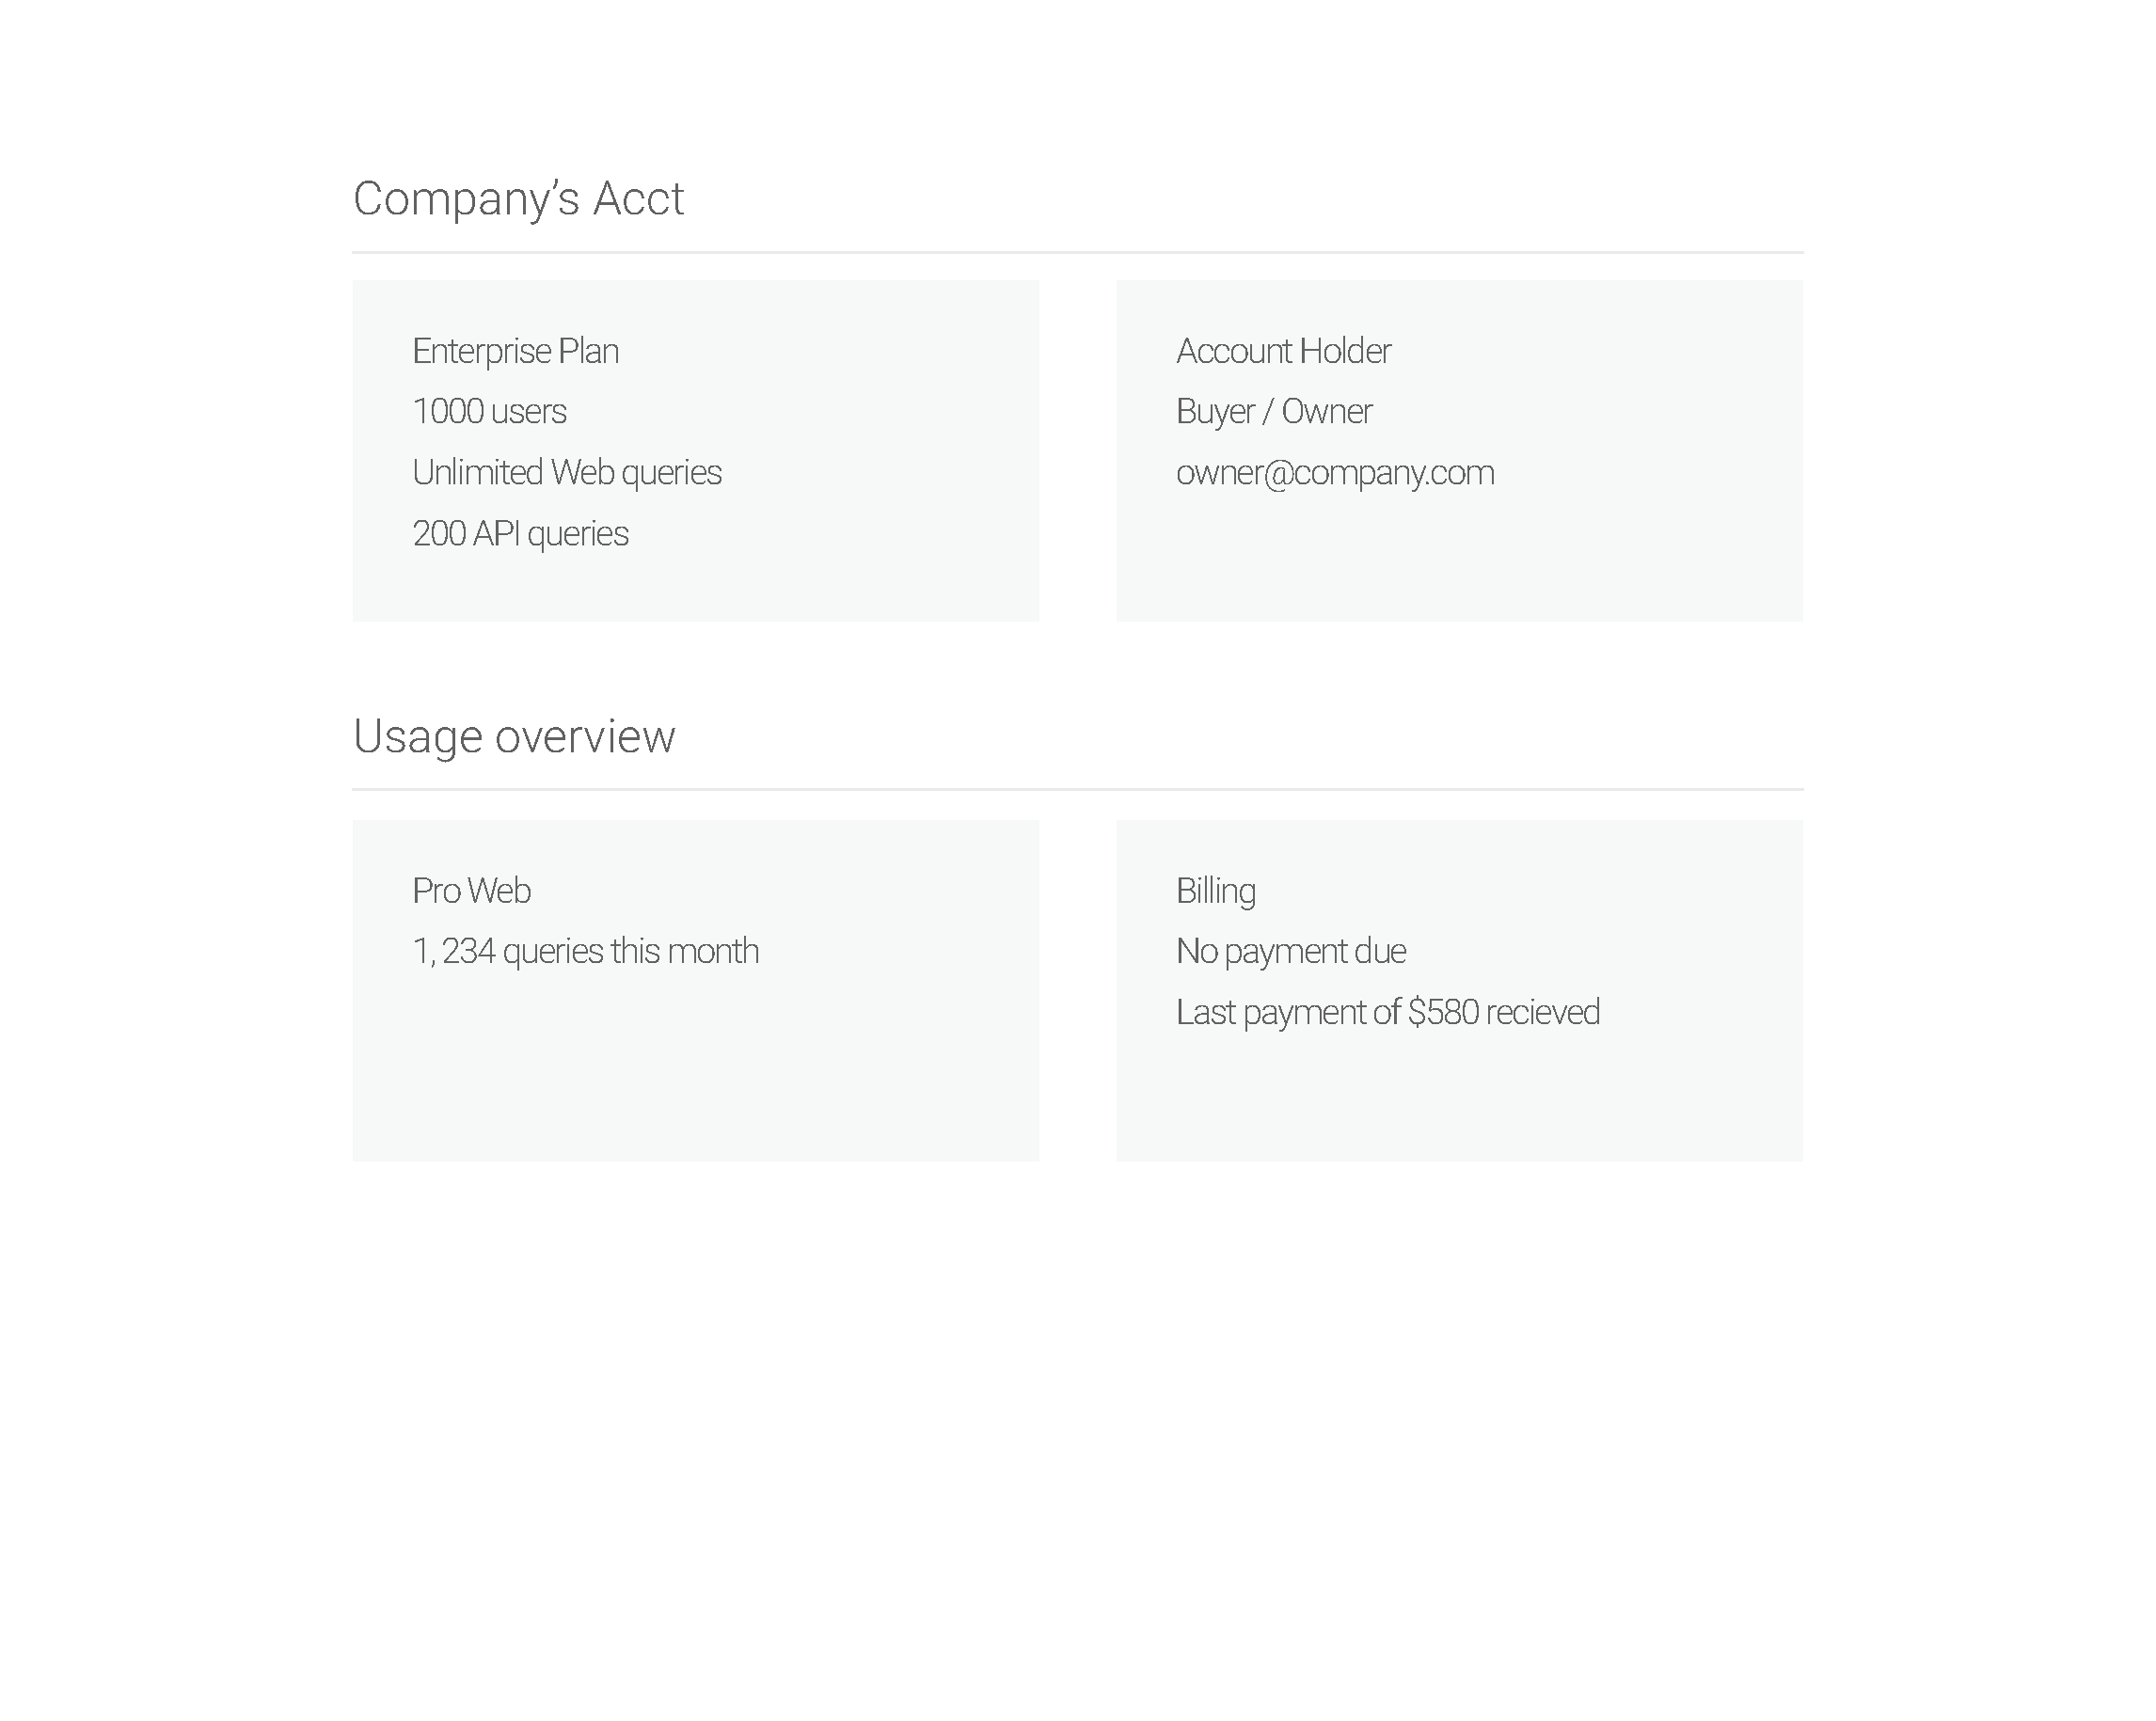 Company’s Acct
Enterprise Plan
1000 users
Unlimited Web queries
200 API queries
Account Holder
Buyer / Owner
owner@company.com
Usage overview
Pro Web
1, 234 queries this month
Billing
No payment due
Last payment of $580 recieved